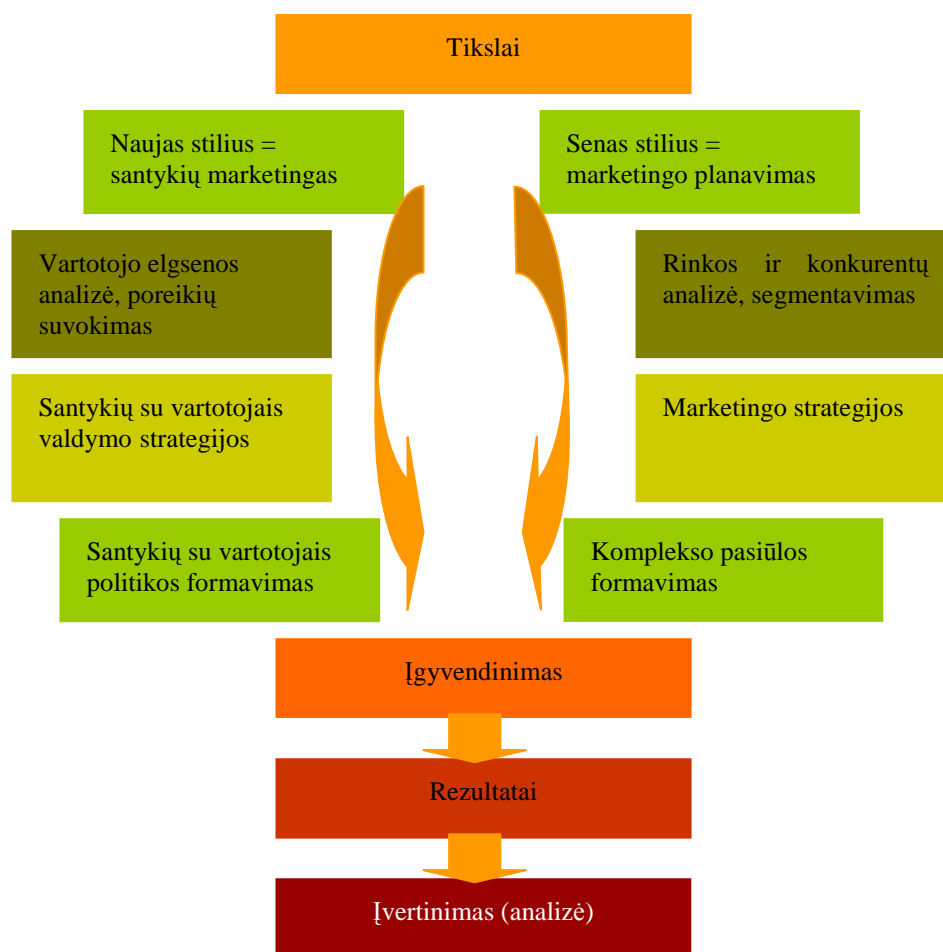 Tikslai
Naujas stilius =
santykių marketingas
Senas stilius =
marketingo planavimas
Vartotojo elgsenos
analizė, poreikių
suvokimas
Rinkos ir konkurentų
analizė, segmentavimas
Santykių su vartotojais
valdymo strategijos
Marketingo strategijos
Santykių su vartotojais
politikos formavimas
Komplekso pasiūlos
formavimas
Įgyvendinimas
Rezultatai
Įvertinimas (analizė)